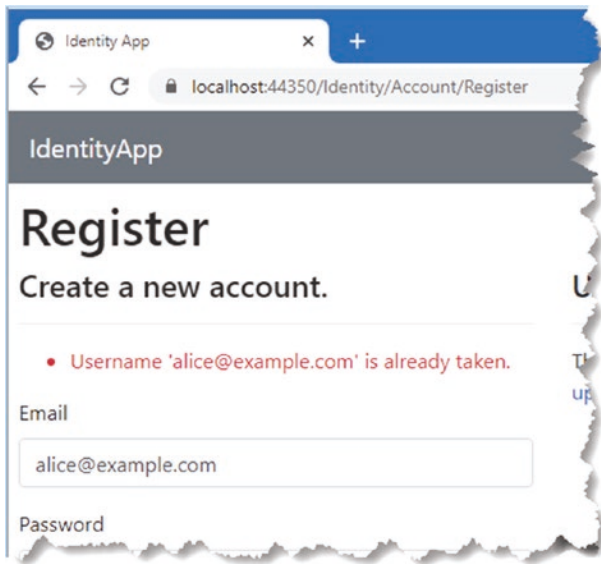 Identity App
localhost:44350/Identity/Account/Register
IdentityApp
Register
Create a new account.
Username 'alice@example.com' is already taken.
Email
alice@example.com
Password